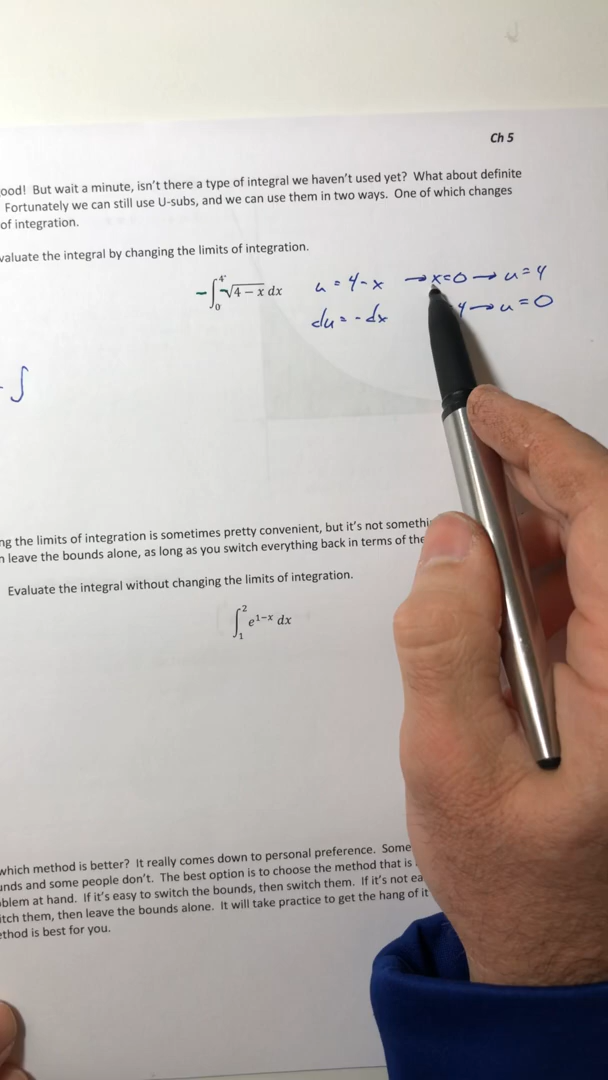 Ch 5
ood! But wait a minute, isn't there a type of integral we haven't used yet? What about definite
Fortunately we can still use U-subs, and we can use them in two ways. One of which changes
of integration.
valuate the integral by changing the limits of integration.
-∫₀⁴ -√(4 − x) dx u = 4-x →x=0 → u=4
du = -dx 4 → u=0
- ∫
ng the limits of integration is sometimes pretty convenient, but it's not somethi
n leave the bounds alone, as long as you switch everything back in terms of the
Evaluate the integral without changing the limits of integration.
∫₁² e^(1−x) dx
which method is better? It really comes down to personal preference. Some
unds and some people don't. The best option is to choose the method that is
blem at hand. If it's easy to switch the bounds, then switch them. If it's not ea
itch them, then leave the bounds alone. It will take practice to get the hang of it
ethod is best for you.